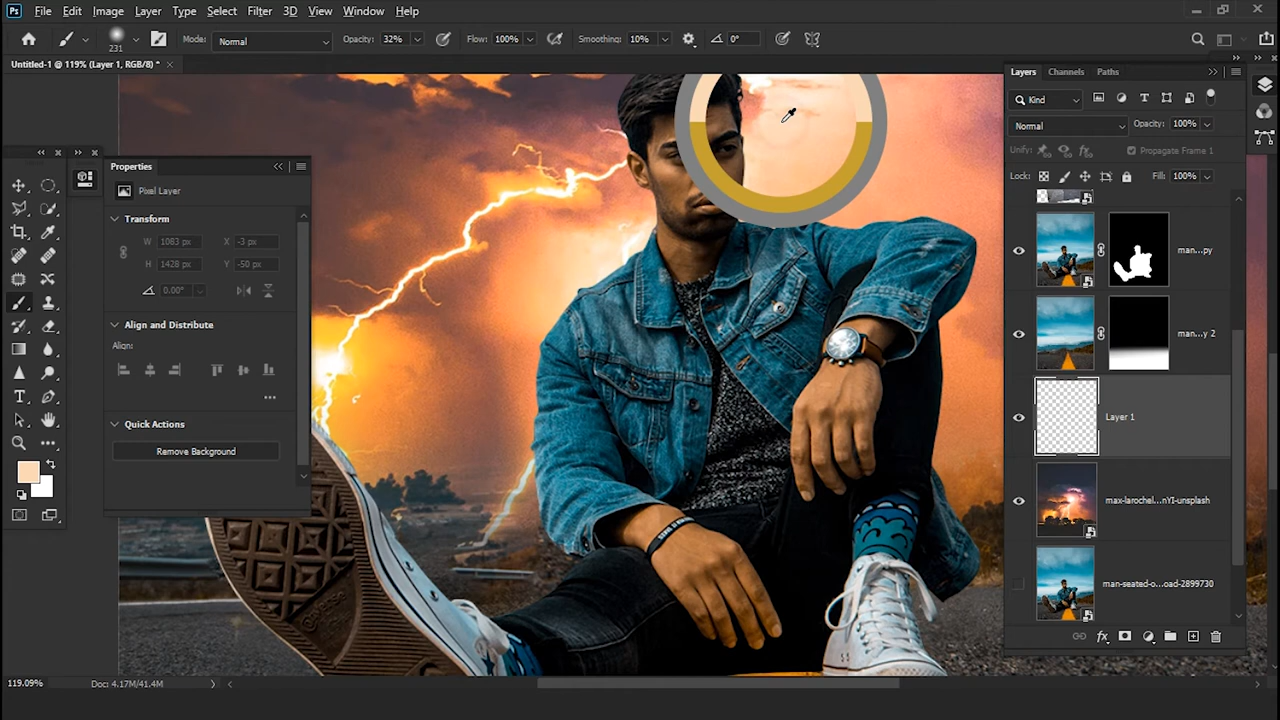 Ps File Edit Image Layer Type Select Filter 3D View Window Help
231 Mode: Normal Opacity: 32% Flow: 100% Smoothing: 10% 0°
Untitled-1 @ 119% (Layer 1, RGB/8) *
Properties
Pixel Layer
Transform
W 1083 px X -3 px
H 1428 px Y -50 px
0.00°
Align and Distribute
Align:
Quick Actions
Remove Background
Layers Channels Paths
Kind
Normal Opacity: 100%
Unify: Propagate Frame 1
Lock: Fill: 100%
man...py
man...y 2
Layer 1
max-larochel...nYI-unsplash
man-seated-o...oad-2899730
119.09% Doc: 4.17M/41.4M